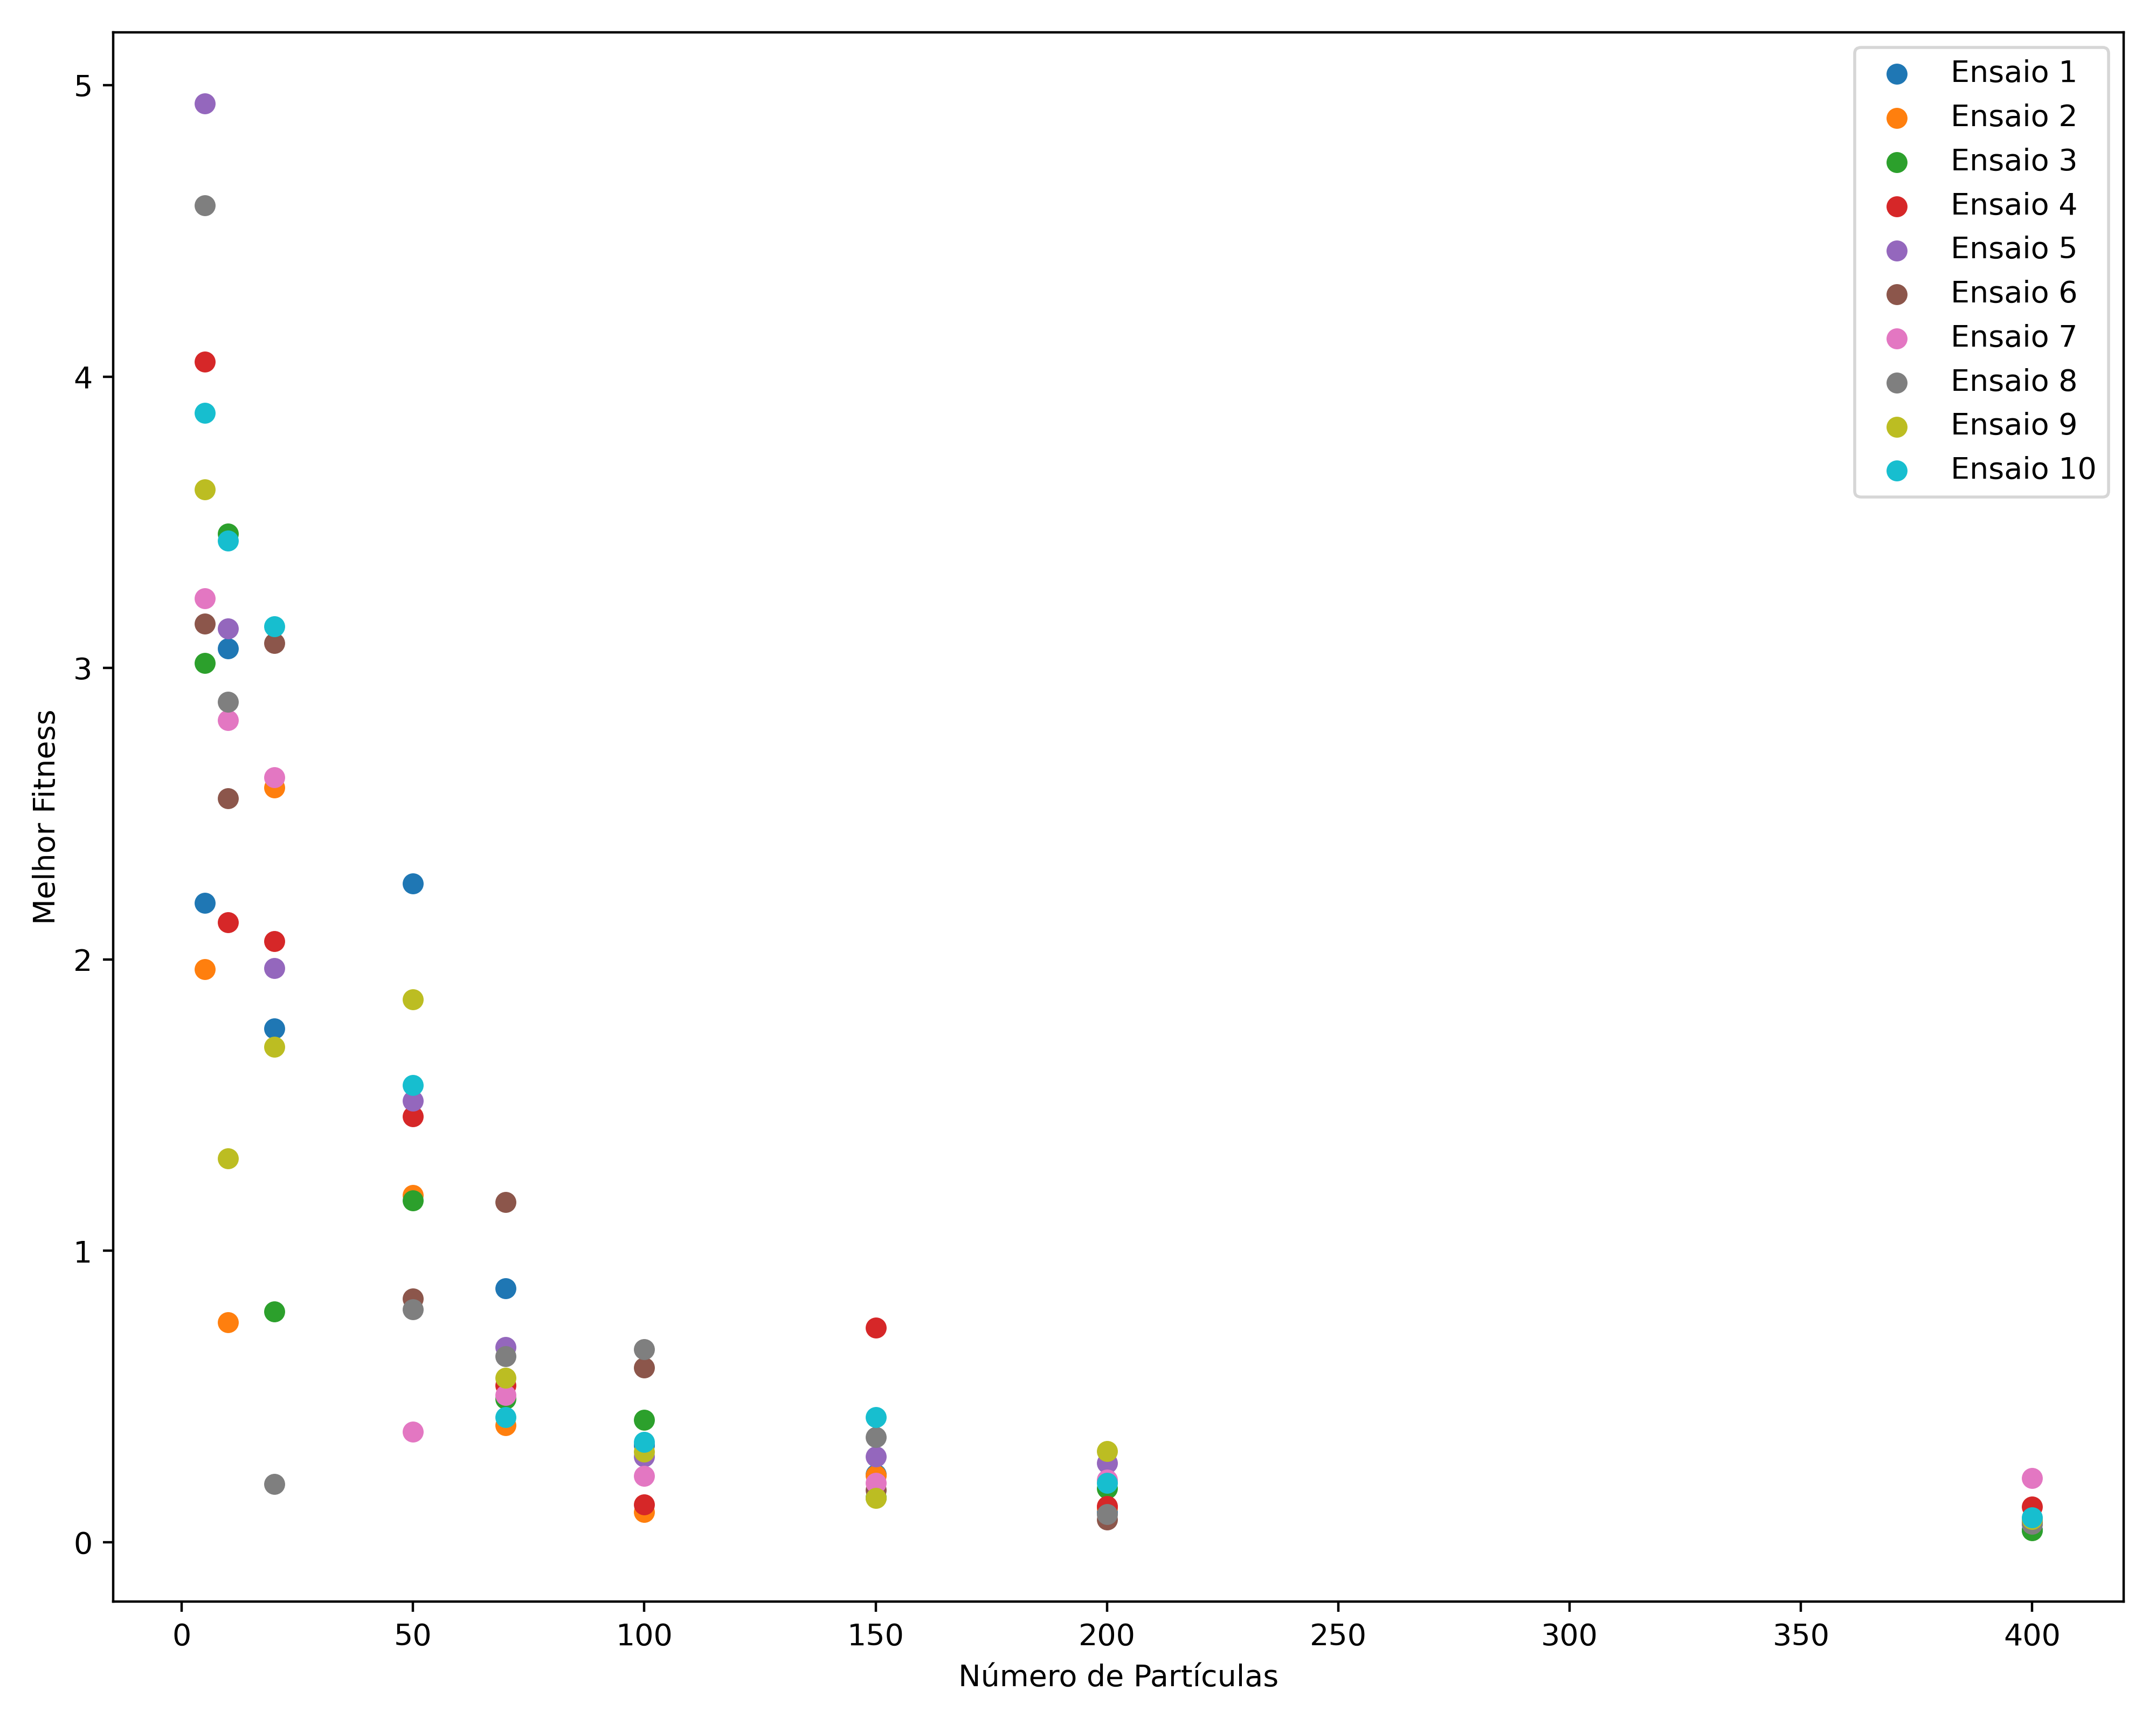 Ensaio 1
Ensaio 2
Ensaio 3
Ensaio 4
Ensaio 5
Ensaio 6
Ensaio 7
Ensaio 8
Ensaio 9
Ensaio 10
5
4
3
2
1
0
Melhor Fitness
0 50 100 150 200 250 300 350 400
Número de Partículas